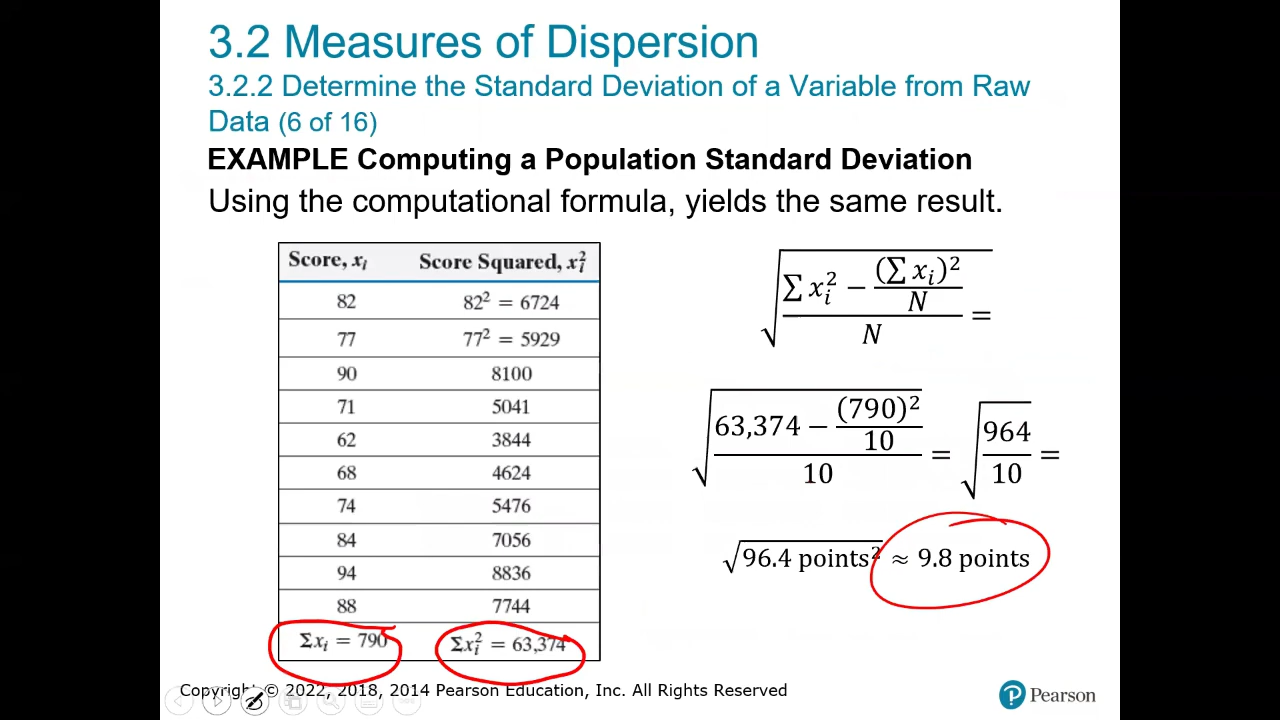 3.2 Measures of Dispersion
3.2.2 Determine the Standard Deviation of a Variable from Raw
Data (6 of 16)
EXAMPLE Computing a Population Standard Deviation
Using the computational formula, yields the same result.
Score, xᵢ Score Squared, xᵢ²
82 82² = 6724
77 77² = 5929
90 8100
71 5041
62 3844
68 4624
74 5476
84 7056
94 8836
88 7744
Σxᵢ = 790 Σxᵢ² = 63,374
√((∑ xᵢ² − (∑ xᵢ)²/N)/N) =
√((63,374 − (790)²/10)/10) = √(964/10) =
√(96.4 points²) ≈ 9.8 points
Copyright © 2022, 2018, 2014 Pearson Education, Inc. All Rights Reserved
P Pearson